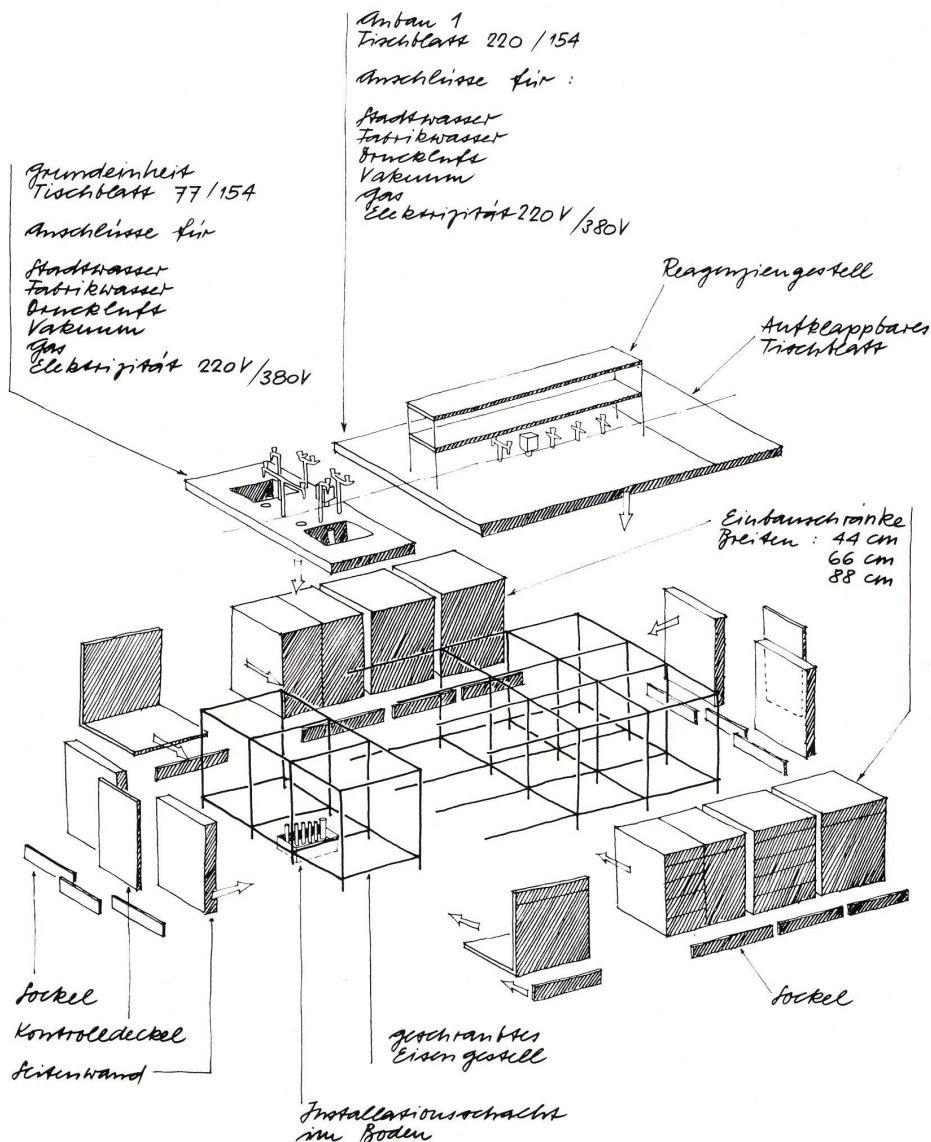 Anbau 1
Tischblatt 220/154
Anschlüsse für :
Stadtwasser
Fabrikwasser
Druckluft
Vakuum
Gas
Elektrizität 220V/380V
Grundeinheit
Tischblatt 77/154
Anschlüsse für
Stadtwasser
Fabrikwasser
Druckluft
Vakuum
Gas
Elektrizität 220V/380V
Reagenziengestell
Aufklappbares
Tischblatt
Einbauschränke
Breiten : 44 cm
66 cm
88 cm
Sockel
Kontrolldeckel
Seitenwand
geschraubtes
Eisengestell
Sockel
Installationsschacht
im Boden